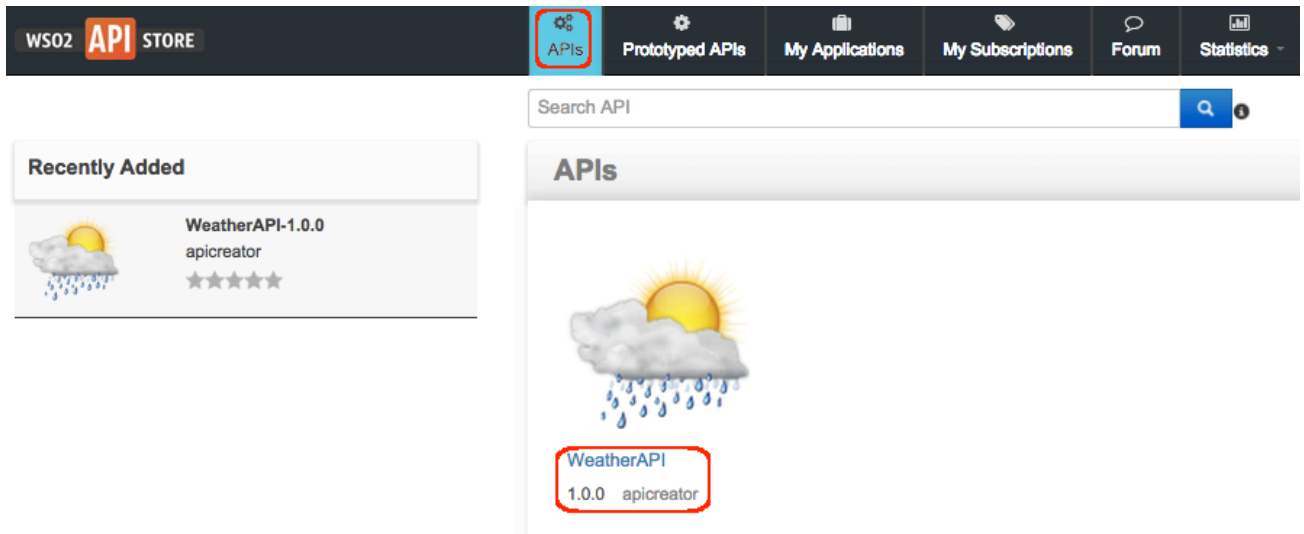 WSO2 API STORE
APIs
Prototyped APIs
My Applications
My Subscriptions
Forum
Statistics
Search API
Recently Added
WeatherAPI-1.0.0
apicreator
APIs
WeatherAPI
1.0.0 apicreator